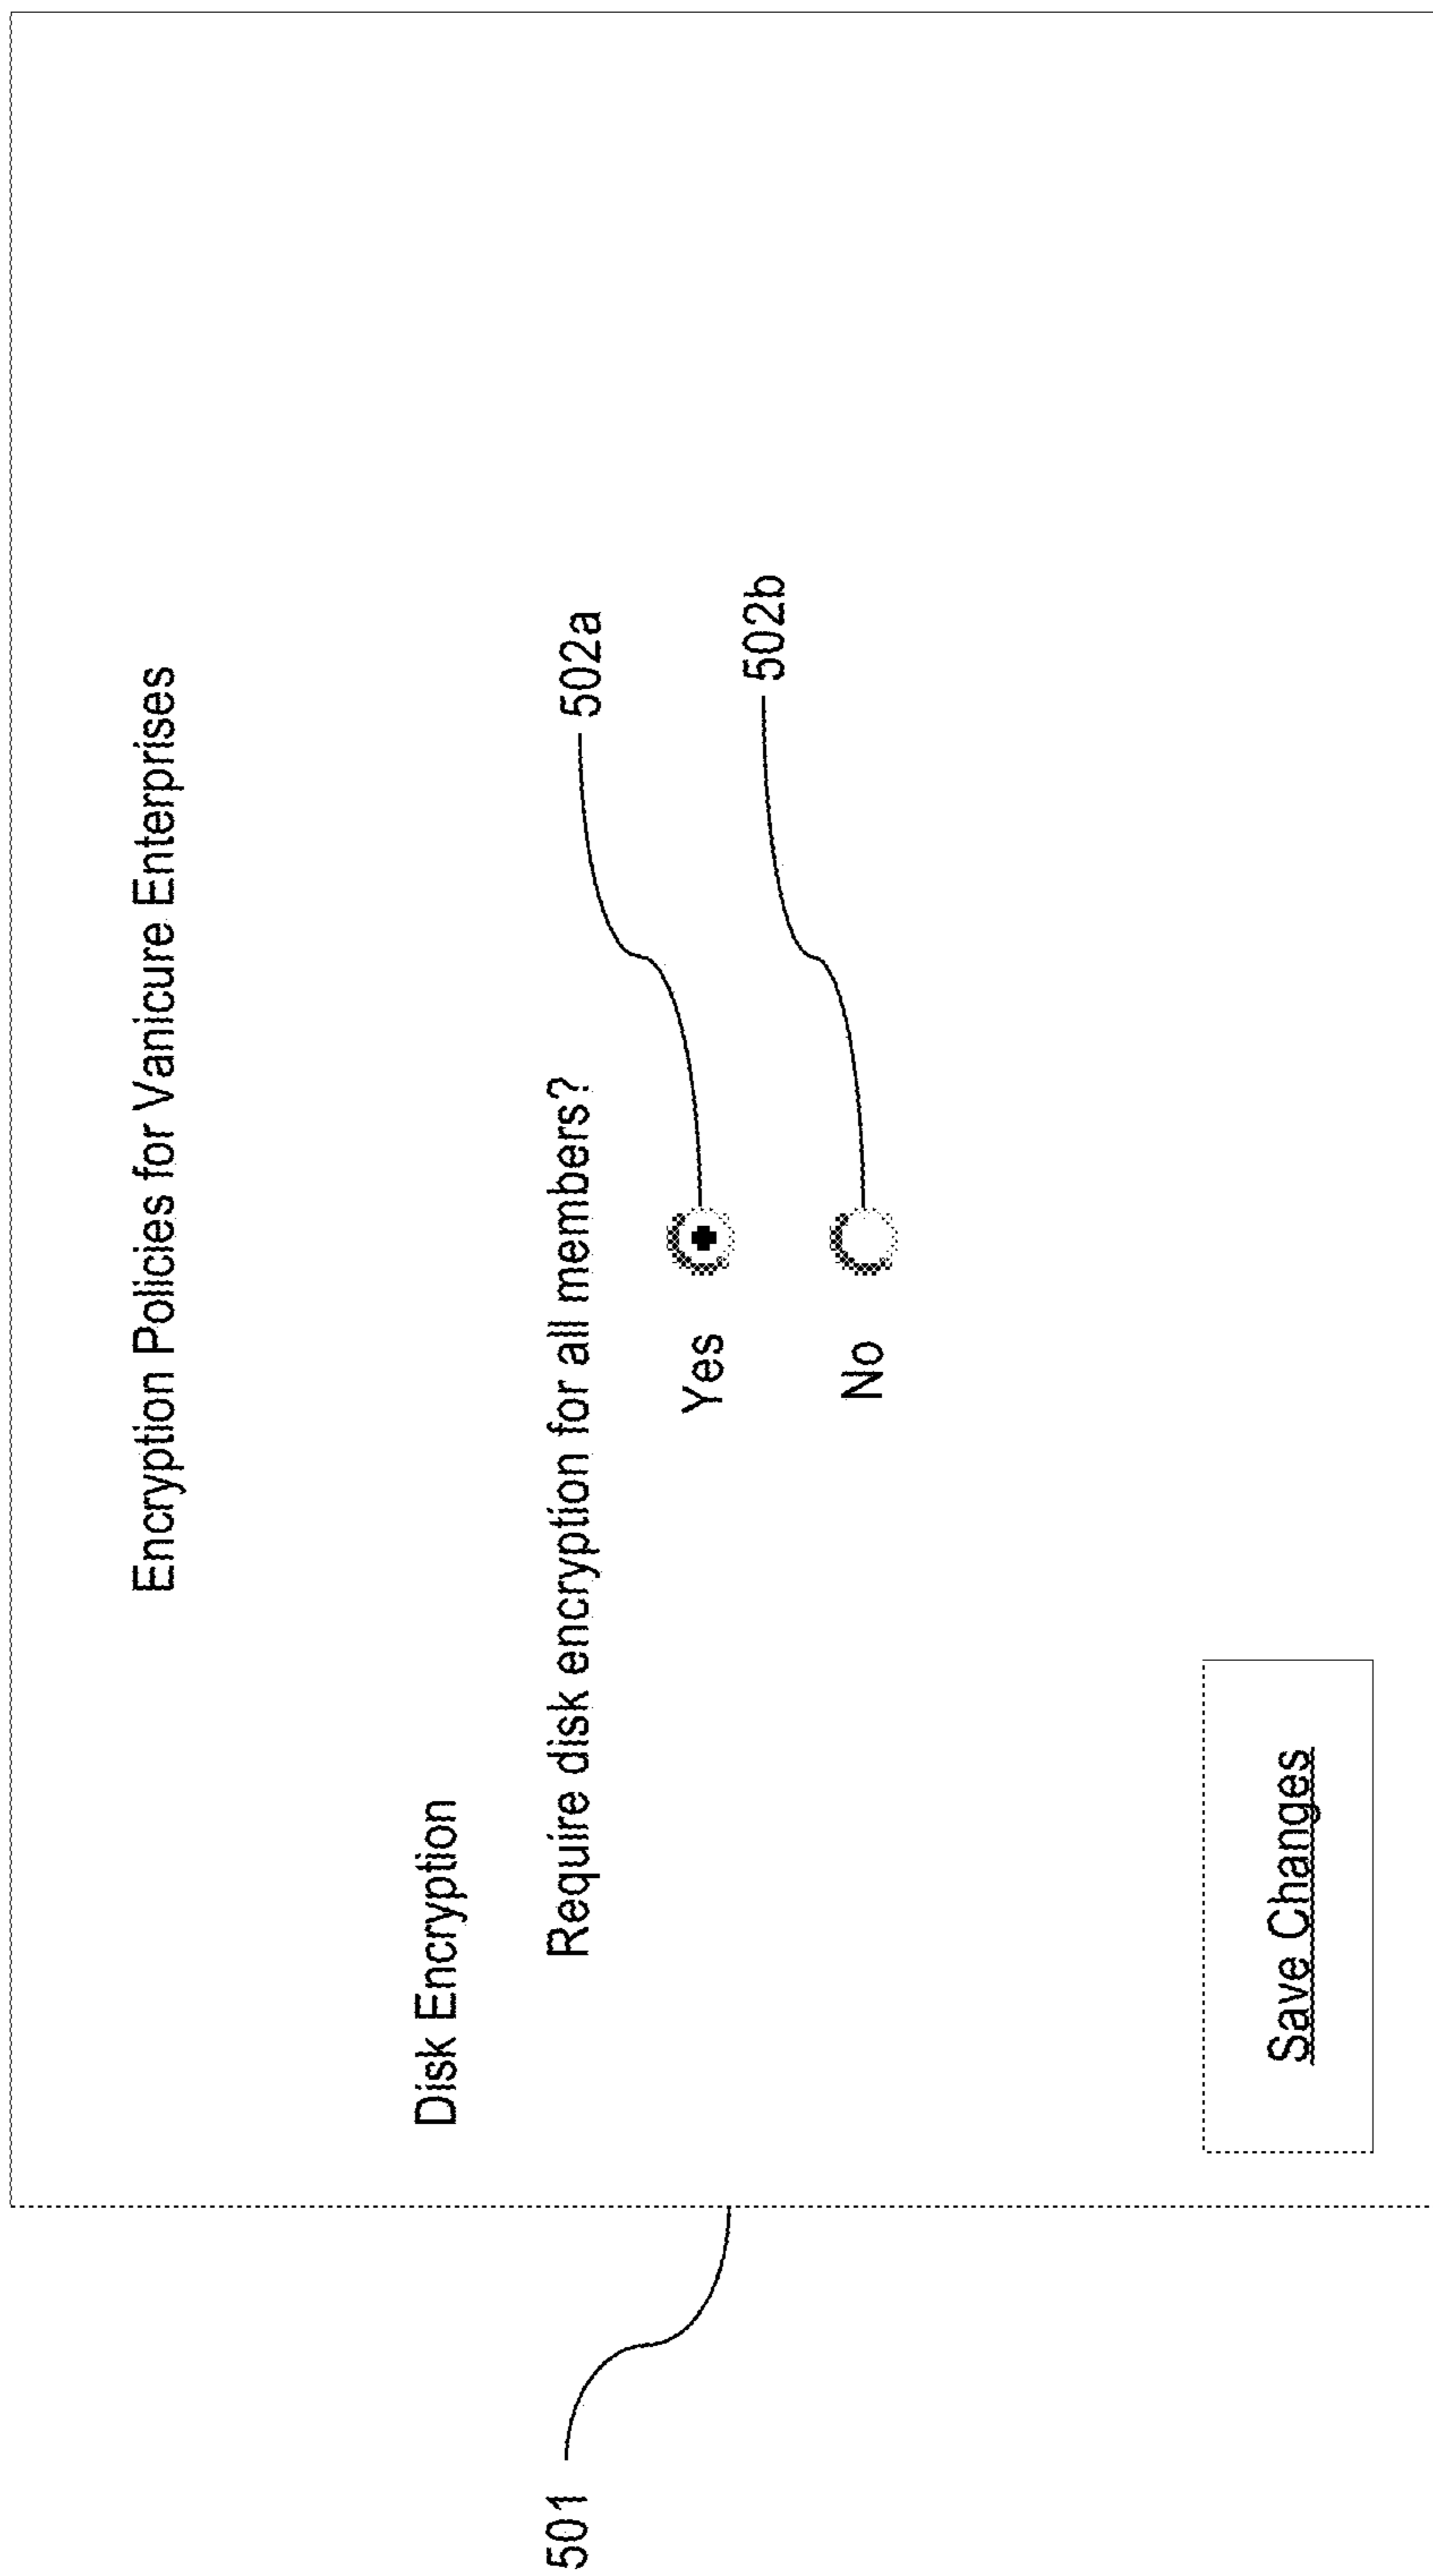 Encryption Policies for Vanicure Enterprises
Disk Encryption
Require disk encryption for all members?
502a
Yes
502b
No
501
Save Changes